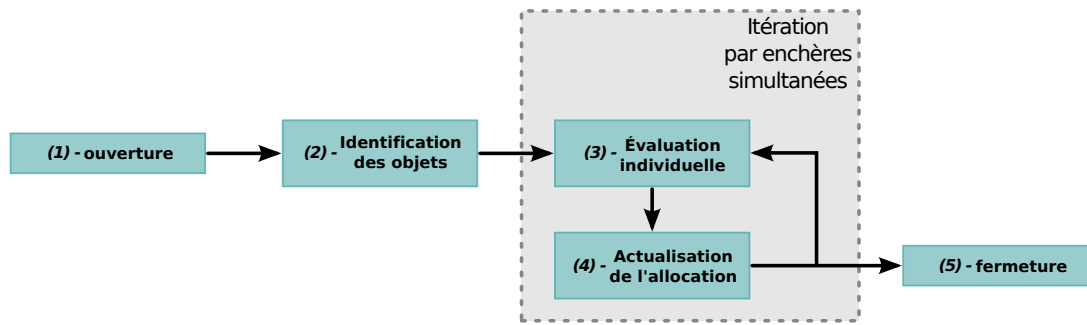 Itération
par enchères
simultanées
(1) - ouverture
(2) - Identification
des objets
(3) - Évaluation
individuelle
(4) - Actualisation
de l'allocation
(5) - fermeture